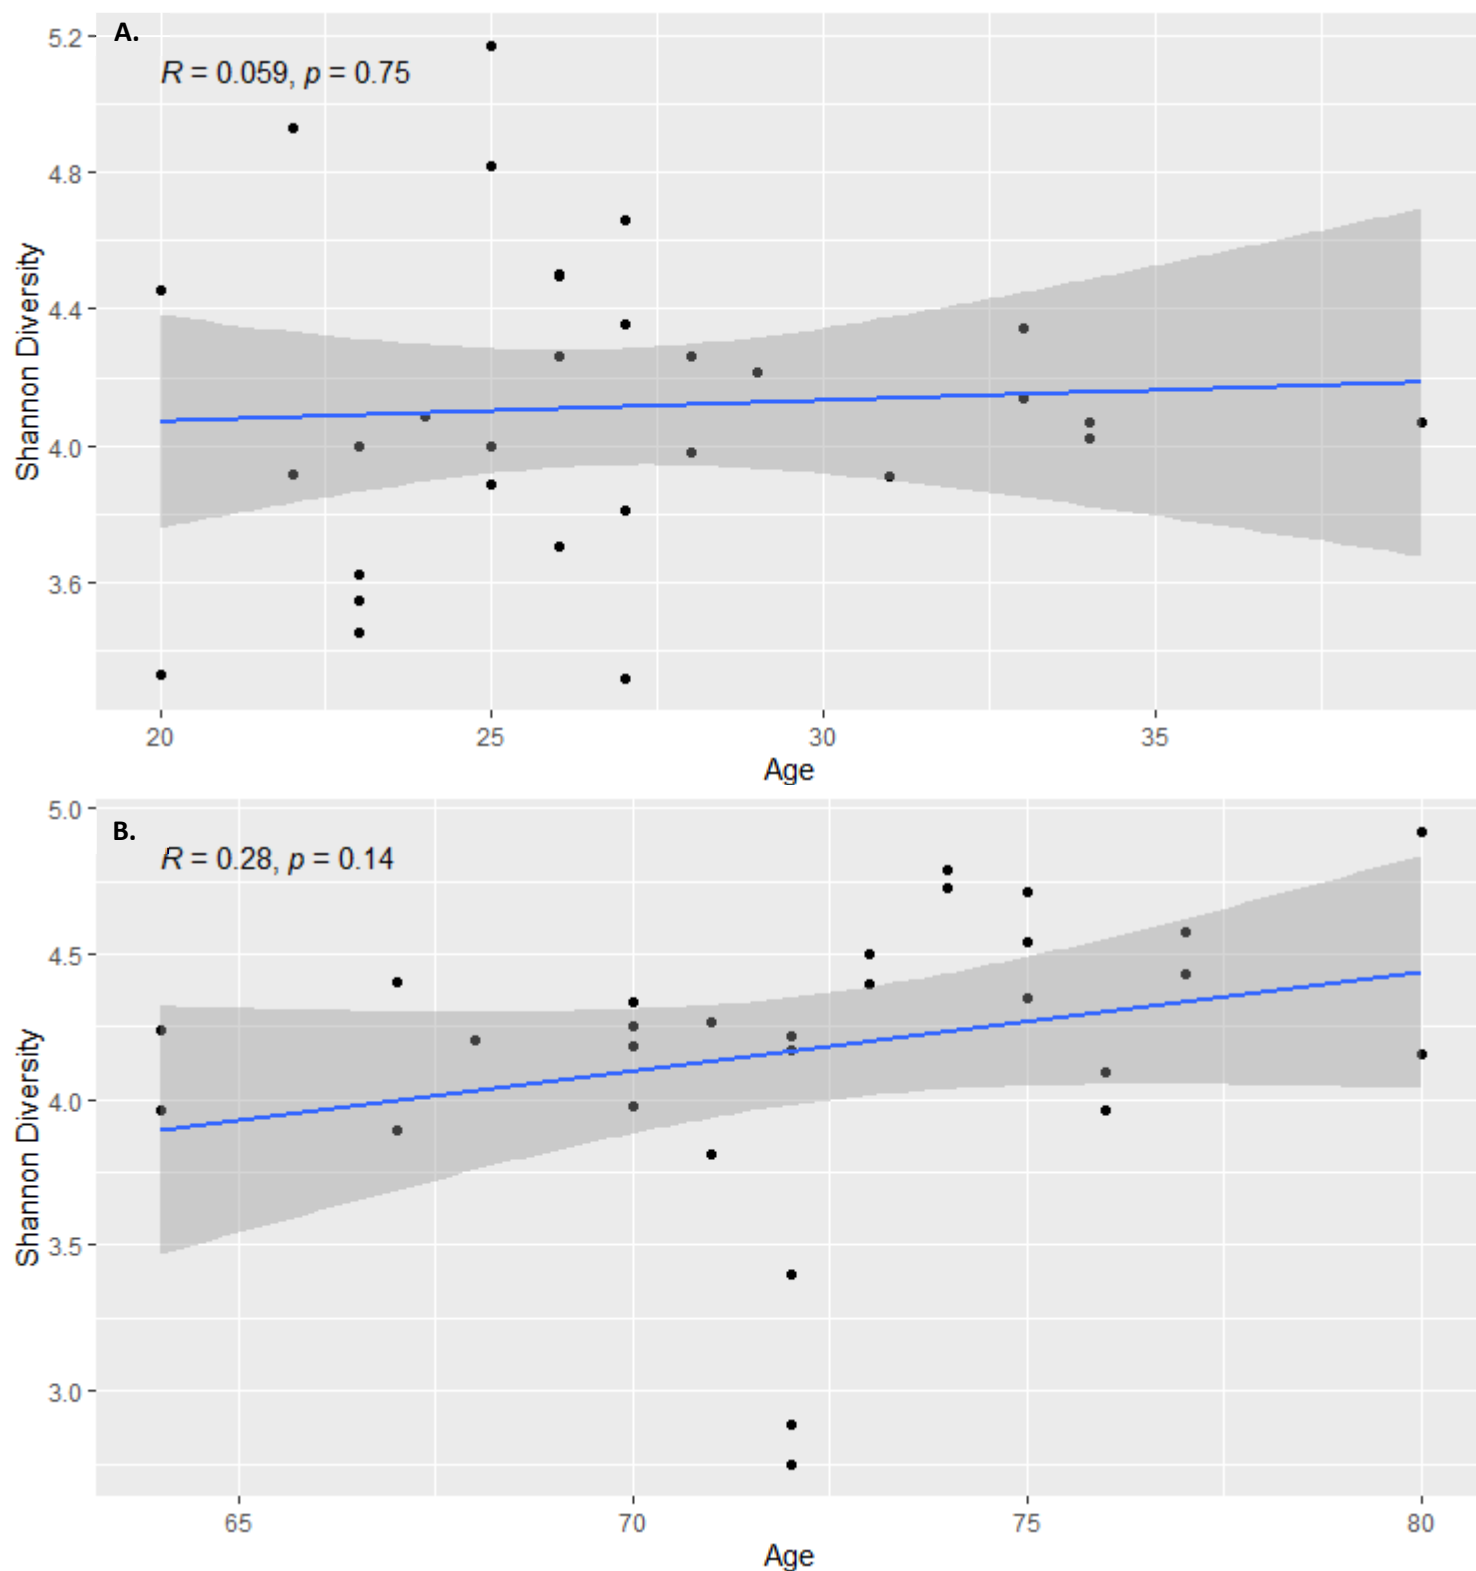 A.
R = 0.059, p = 0.75
5.2
4.8
4.4
4.0
3.6
Shannon Diversity
20 25 30 35
Age
B.
R = 0.28, p = 0.14
5.0
4.5
4.0
3.5
3.0
Shannon Diversity
65 70 75 80
Age